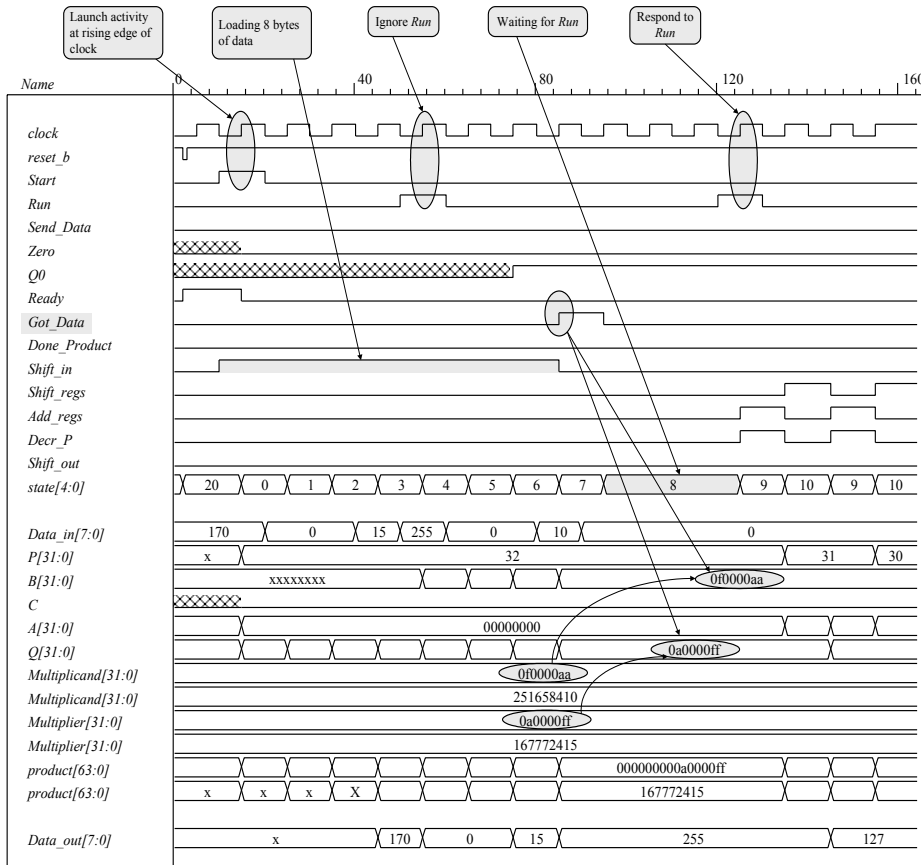 Launch activity
at rising edge of
clock
Loading 8 bytes
of data
Ignore Run
Waiting for Run
Respond to
Run
Name
0 40 80 120 160
clock
reset_b
Start
Run
Send_Data
Zero
Q0
Ready
Got_Data
Done_Product
Shift_in
Shift_regs
Add_regs
Decr_P
Shift_out
state[4:0] 20 0 1 2 3 4 5 6 7 8 9 10 9 10
Data_in[7:0] 170 0 15 255 0 10 0
P[31:0] x 32 31 30
B[31:0] xxxxxxxx 0f0000aa
C
A[31:0] 00000000
Q[31:0] 0a0000ff
Multiplicand[31:0] 0f0000aa
Multiplicand[31:0] 251658410
Multiplier[31:0] 0a0000ff
Multiplier[31:0] 167772415
product[63:0] 000000000a0000ff
product[63:0] x x x X 167772415
Data_out[7:0] x 170 0 15 255 127